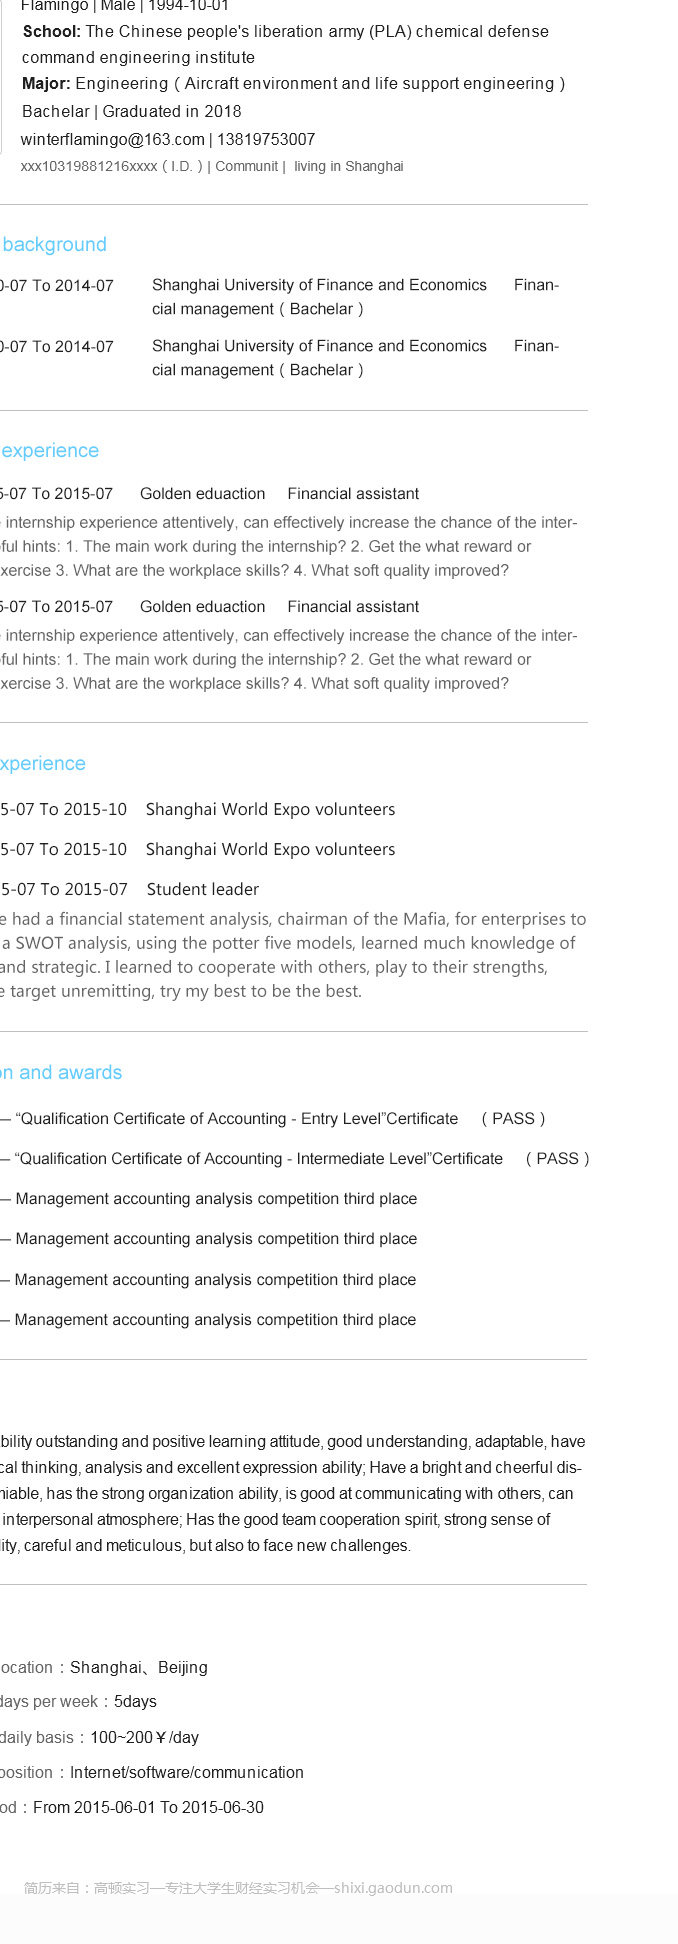 Flamingo | Male | 1994-10-01
School: The Chinese people's liberation army (PLA) chemical defense
command engineering institute
Major: Engineering ( Aircraft environment and life support engineering )
Bachelar | Graduated in 2018
winterflamingo@163.com | 13819753007
xxx10319881216xxxx ( I.D. ) | Communit | living in Shanghai
background
0-07 To 2014-07 Shanghai University of Finance and Economics Finan-
cial management ( Bachelar )
0-07 To 2014-07 Shanghai University of Finance and Economics Finan-
cial management ( Bachelar )
experience
5-07 To 2015-07 Golden eduaction Financial assistant
e internship experience attentively, can effectively increase the chance of the inter-
ful hints: 1. The main work during the internship? 2. Get the what reward or
xercise 3. What are the workplace skills? 4. What soft quality improved?
5-07 To 2015-07 Golden eduaction Financial assistant
e internship experience attentively, can effectively increase the chance of the inter-
ful hints: 1. The main work during the internship? 2. Get the what reward or
xercise 3. What are the workplace skills? 4. What soft quality improved?
xperience
5-07 To 2015-10 Shanghai World Expo volunteers
5-07 To 2015-10 Shanghai World Expo volunteers
5-07 To 2015-07 Student leader
e had a financial statement analysis, chairman of the Mafia, for enterprises to
a SWOT analysis, using the potter five models, learned much knowledge of
and strategic. I learned to cooperate with others, play to their strengths,
e target unremitting, try my best to be the best.
on and awards
— “Qualification Certificate of Accounting - Entry Level”Certificate ( PASS )
— “Qualification Certificate of Accounting - Intermediate Level”Certificate ( PASS )
— Management accounting analysis competition third place
— Management accounting analysis competition third place
— Management accounting analysis competition third place
— Management accounting analysis competition third place
bility outstanding and positive learning attitude, good understanding, adaptable, have
cal thinking, analysis and excellent expression ability; Have a bright and cheerful dis-
miable, has the strong organization ability, is good at communicating with others, can
interpersonal atmosphere; Has the good team cooperation spirit, strong sense of
lity, careful and meticulous, but also to face new challenges.
ocation：Shanghai、Beijing
days per week：5days
daily basis：100~200￥/day
position：Internet/software/communication
od：From 2015-06-01 To 2015-06-30
简历来自：高顿实习—专注大学生财经实习机会—shixi.gaodun.com